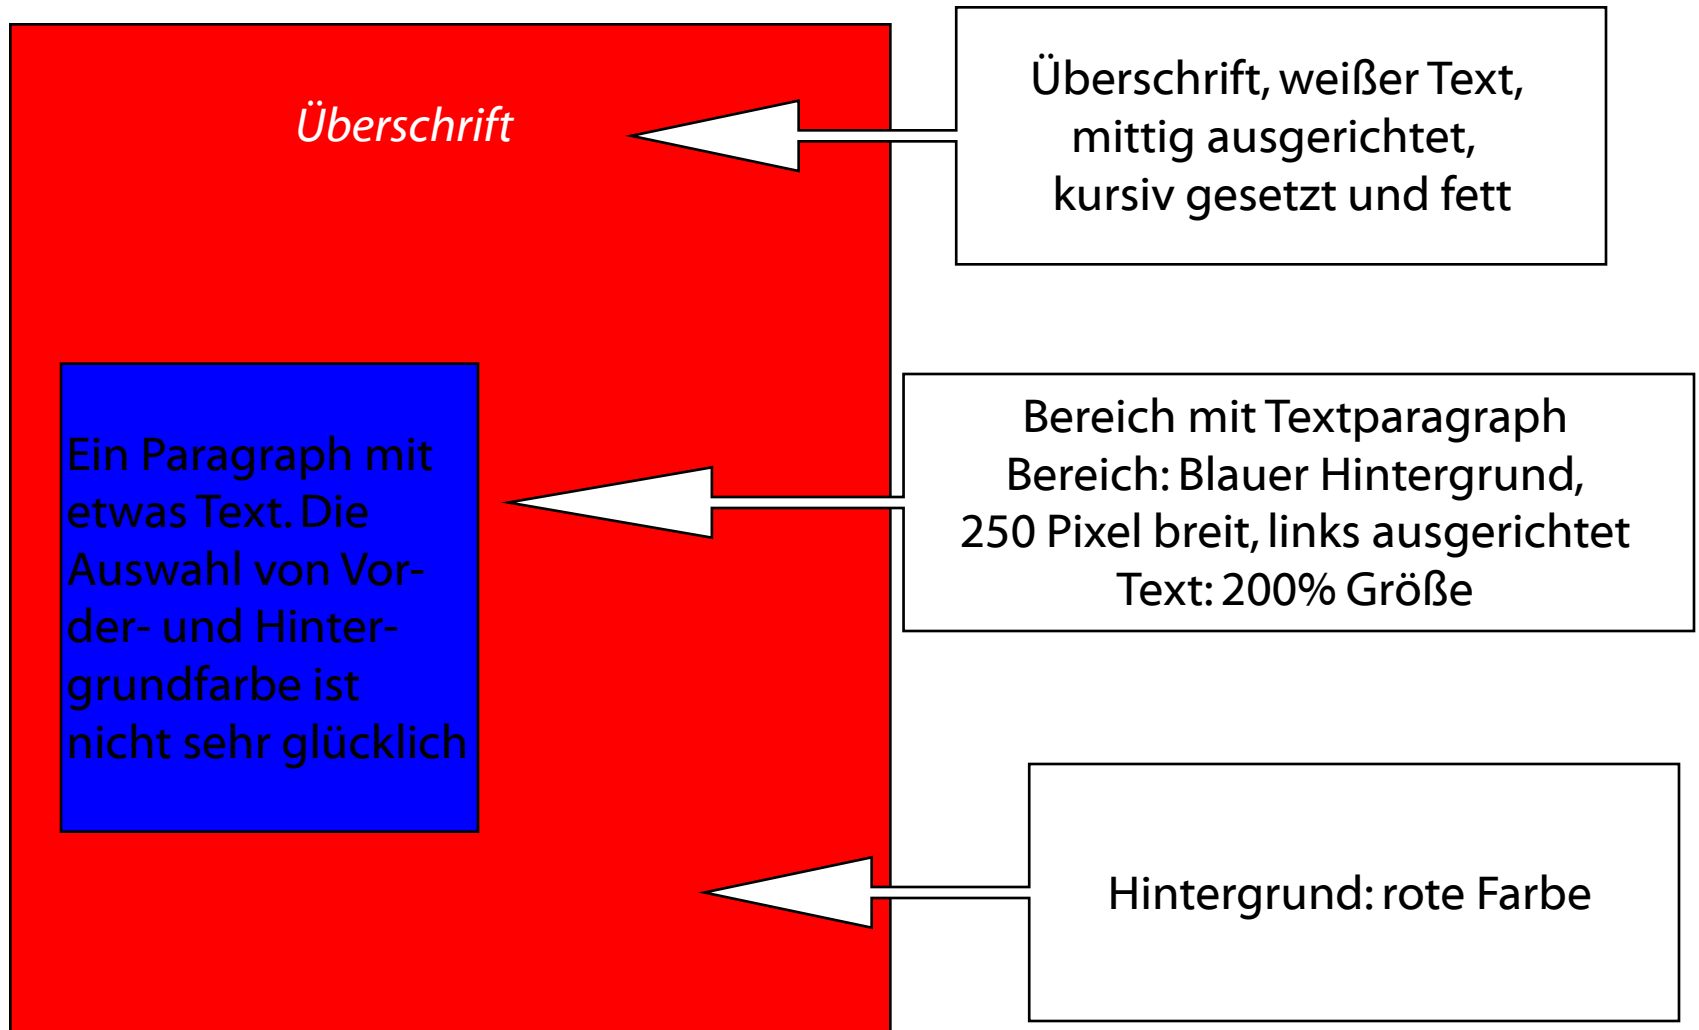 Überschrift
Überschrift, weißer Text,
mittig ausgerichtet,
kursiv gesetzt und fett
Ein Paragraph mit
etwas Text. Die
Auswahl von Vor-
der- und Hinter-
grundfarbe ist
nicht sehr glücklich
Bereich mit Textparagraph
Bereich: Blauer Hintergrund,
250 Pixel breit, links ausgerichtet
Text: 200% Größe
Hintergrund: rote Farbe